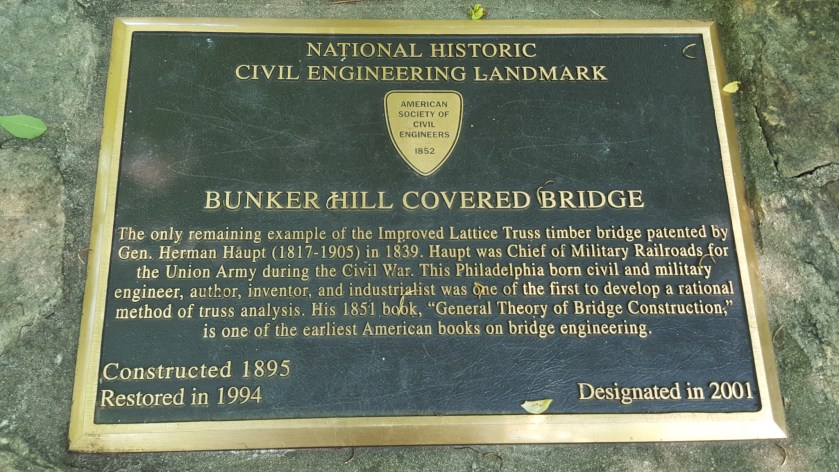 NATIONAL HISTORIC
CIVIL ENGINEERING LANDMARK
AMERICAN
SOCIETY OF
CIVIL
ENGINEERS
1852
BUNKER HILL COVERED BRIDGE
The only remaining example of the Improved Lattice Truss timber bridge patented by
Gen. Herman Haupt (1817-1905) in 1839. Haupt was Chief of Military Railroads for
the Union Army during the Civil War. This Philadelphia born civil and military
engineer, author, inventor, and industrialist was one of the first to develop a rational
method of truss analysis. His 1851 book, “General Theory of Bridge Construction,”
is one of the earliest American books on bridge engineering.
Constructed 1895
Restored in 1994
Designated in 2001